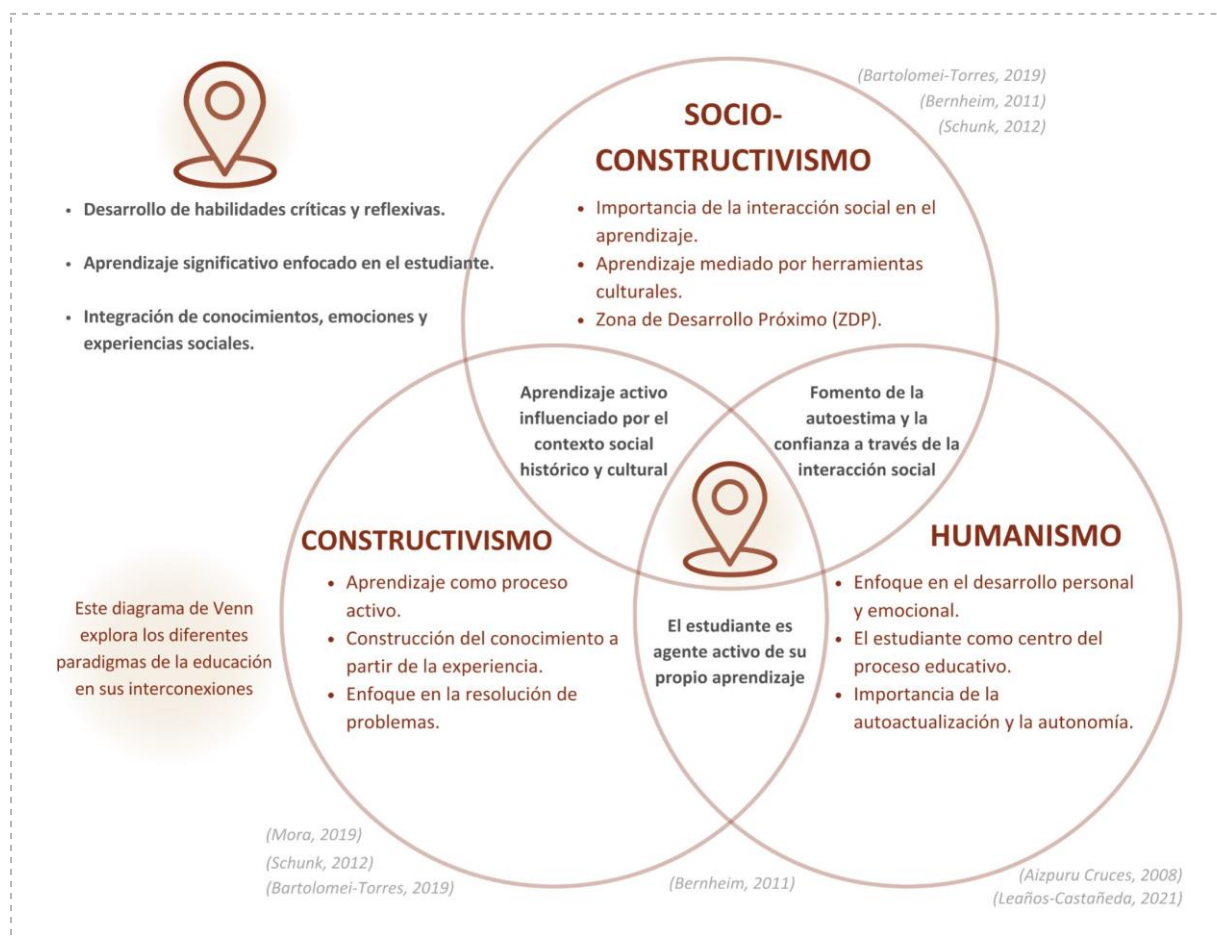 (Bartolomei-Torres, 2019)
(Bernheim, 2011)
(Schunk, 2012)
SOCIO-
CONSTRUCTIVISMO
• Importancia de la interacción social en el
aprendizaje.
• Aprendizaje mediado por herramientas
culturales.
• Zona de Desarrollo Próximo (ZDP).
• Desarrollo de habilidades críticas y reflexivas.
• Aprendizaje significativo enfocado en el estudiante.
• Integración de conocimientos, emociones y
experiencias sociales.
Aprendizaje activo
influenciado por el
contexto social
histórico y cultural
Fomento de la
autoestima y la
confianza a través de la
interacción social
CONSTRUCTIVISMO
• Aprendizaje como proceso
activo.
• Construcción del conocimiento a
partir de la experiencia.
• Enfoque en la resolución de
problemas.
El estudiante es
agente activo de su
propio aprendizaje
HUMANISMO
• Enfoque en el desarrollo personal
y emocional.
• El estudiante como centro del
proceso educativo.
• Importancia de la
autoactualización y la autonomía.
Este diagrama de Venn
explora los diferentes
paradigmas de la educación
en sus interconexiones
(Mora, 2019)
(Schunk, 2012)
(Bartolomei-Torres, 2019)
(Bernheim, 2011)
(Aizpuru Cruces, 2008)
(Leaños-Castañeda, 2021)